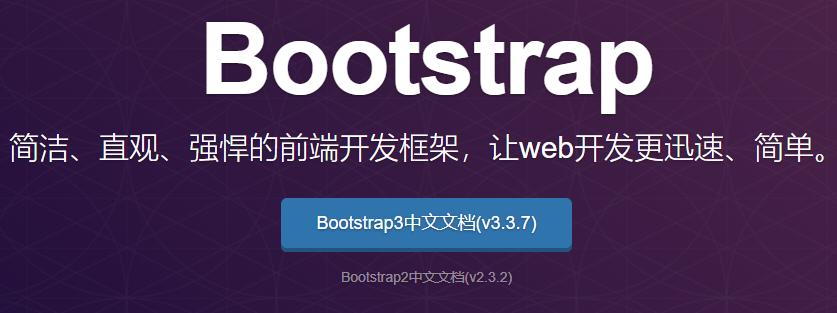 Bootstrap
简洁、直观、强悍的前端开发框架，让web开发更迅速、简单。
Bootstrap3中文文档(v3.3.7)
Bootstrap2中文文档(v2.3.2)